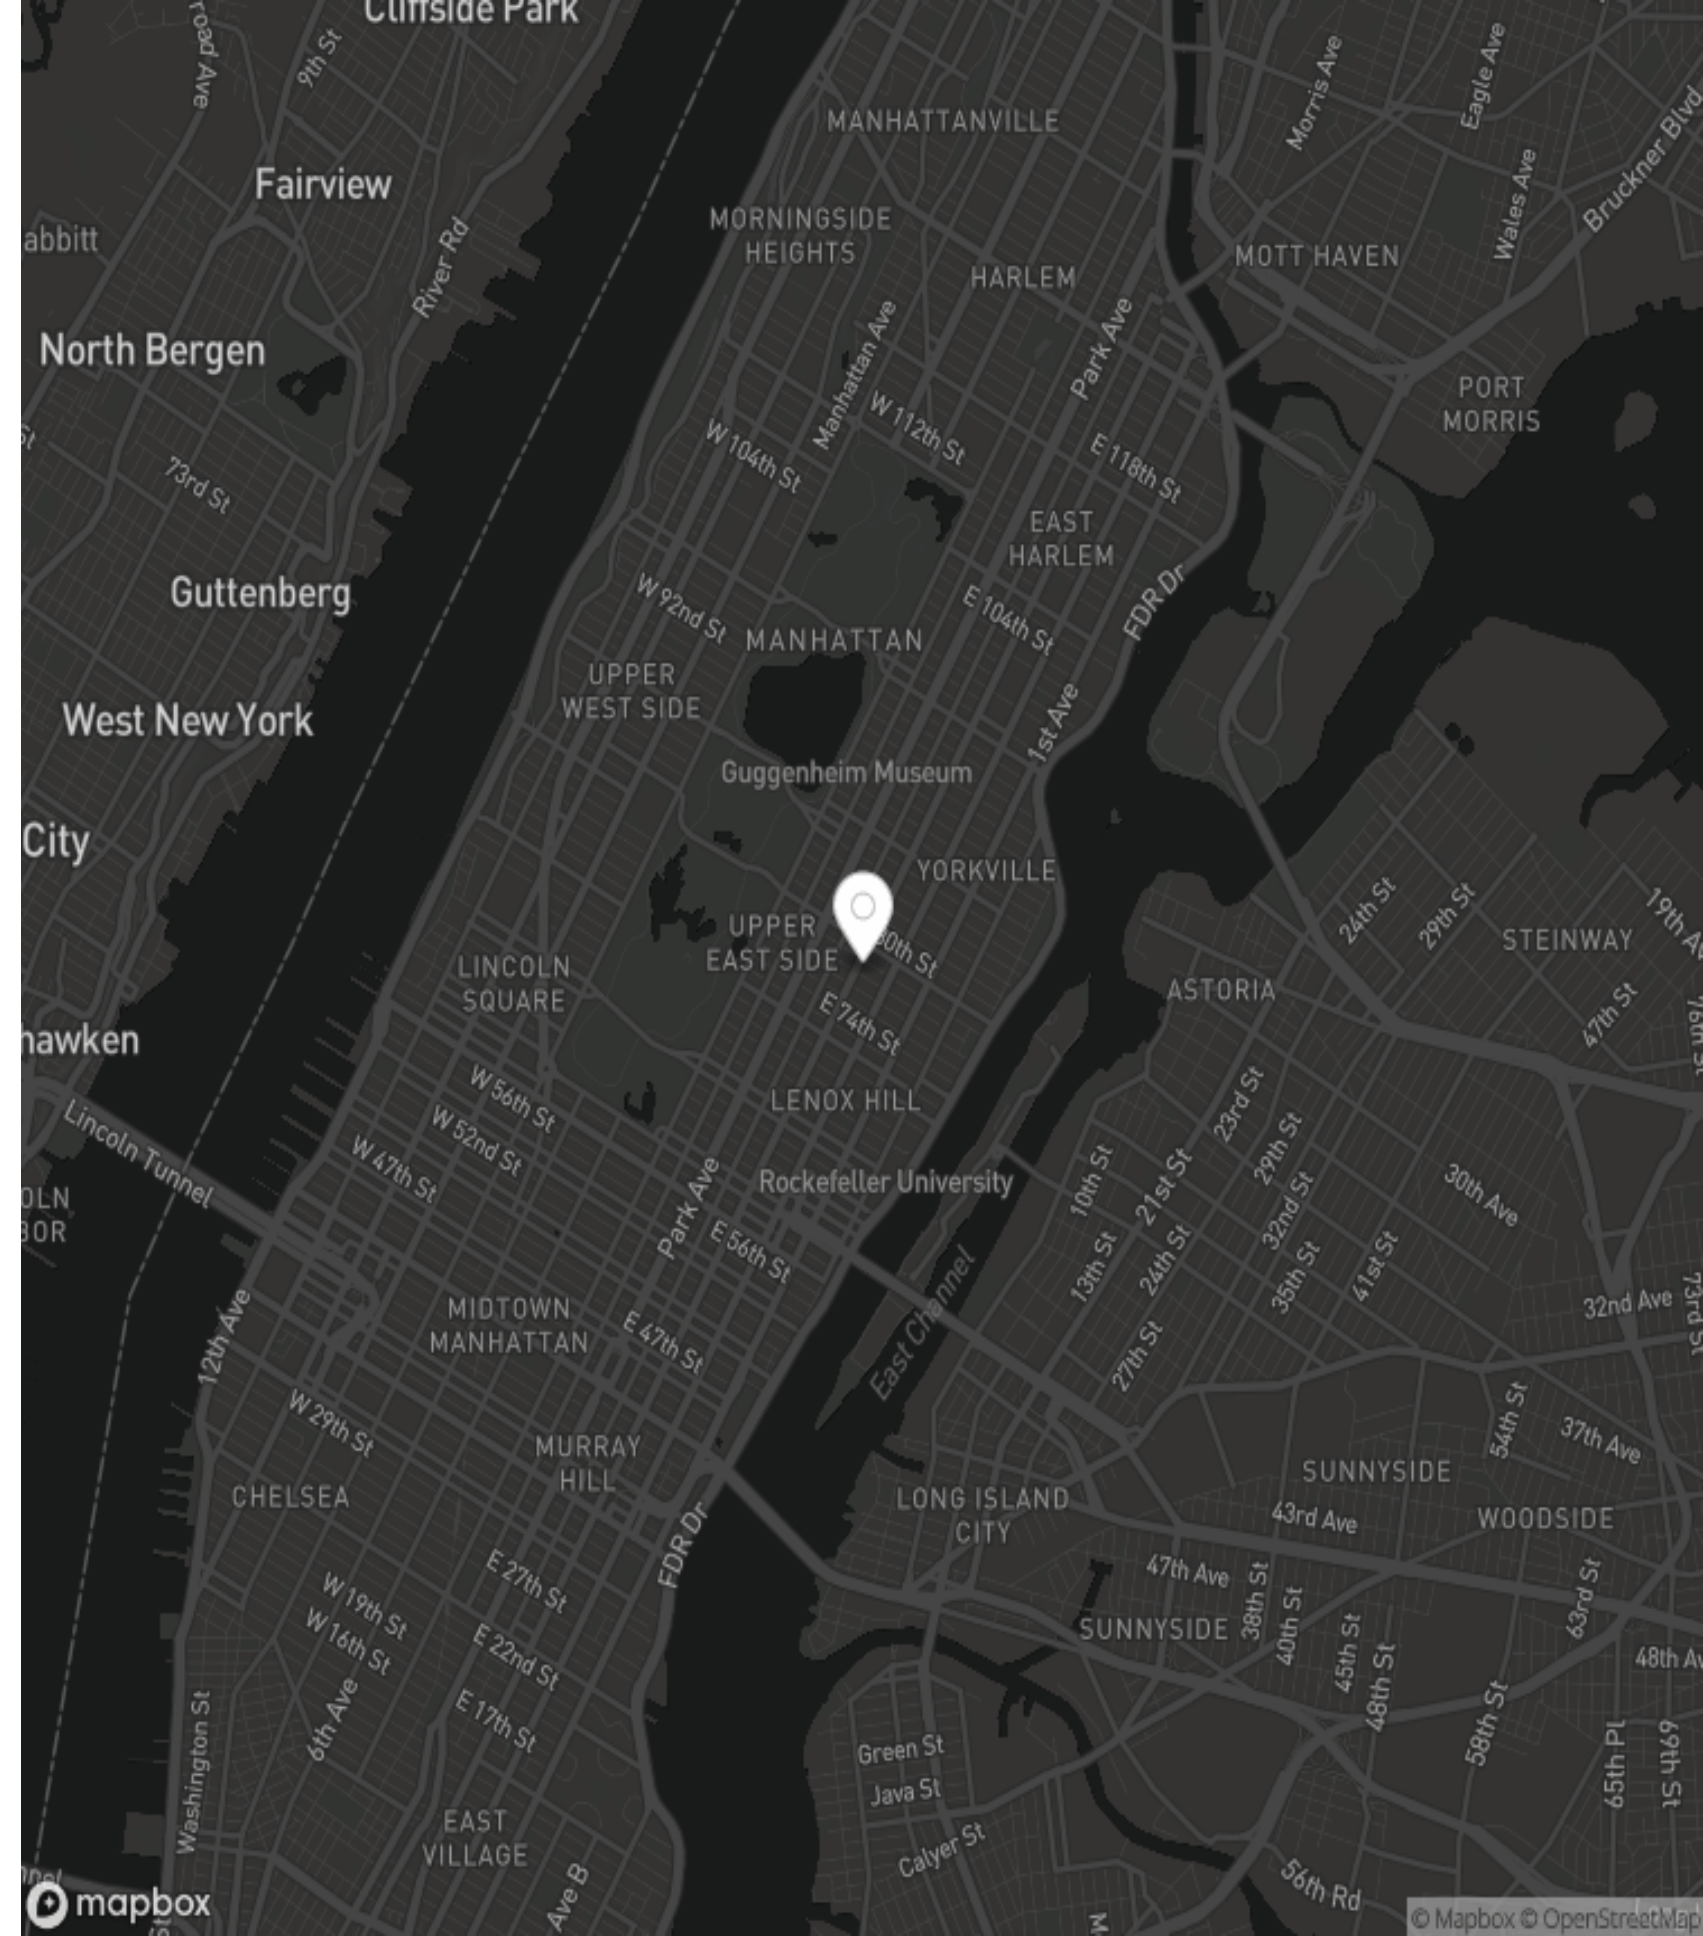 Cliffside Park
9th St
Morris Ave
Eagle Ave
MANHATTANVILLE
Bruckner Blvd
Fairview
Wales Ave
MORNINGSIDE
HEIGHTS
abbitt
River Rd
MOTT HAVEN
HARLEM
North Bergen
Manhattan Ave
Park Ave
PORT
MORRIS
W 112th St
W 104th St
E 118th St
73rd St
EAST
HARLEM
Guttenberg
W 92nd St
E 104th St
FDR Dr
MANHATTAN
UPPER
WEST SIDE
West New York
1st Ave
Guggenheim Museum
City
YORKVILLE
24th St
29th St
19th Av
UPPER
EAST SIDE
80th St
STEINWAY
LINCOLN
SQUARE
ASTORIA
E 74th St
47th St
hawken
W 56th St
LENOX HILL
23rd St
Lincoln Tunnel
W 52nd St
W 47th St
29th St
Park Ave
Rockefeller University
10th St
21st St
30th Ave
OLN
BOR
E 56th St
32nd St
13th St
24th St
35th St
41st St
East Channel
12th Ave
MIDTOWN
MANHATTAN
E 47th St
32nd Ave
73rd St
27th St
W 29th St
54th St
37th Ave
MURRAY
HILL
SUNNYSIDE
CHELSEA
LONG ISLAND
CITY
43rd Ave
WOODSIDE
FDR Dr
E 27th St
47th Ave
38th St
63rd St
W 19th St
W 16th St
E 22nd St
SUNNYSIDE
40th St
45th St
48th St
48th Av
6th Ave
E 17th St
Washington St
58th St
Green St
65th Pl
69th St
Java St
EAST
VILLAGE
Calyer St
Ave B
56th Rd
mapbox
© Mapbox © OpenStreetMap